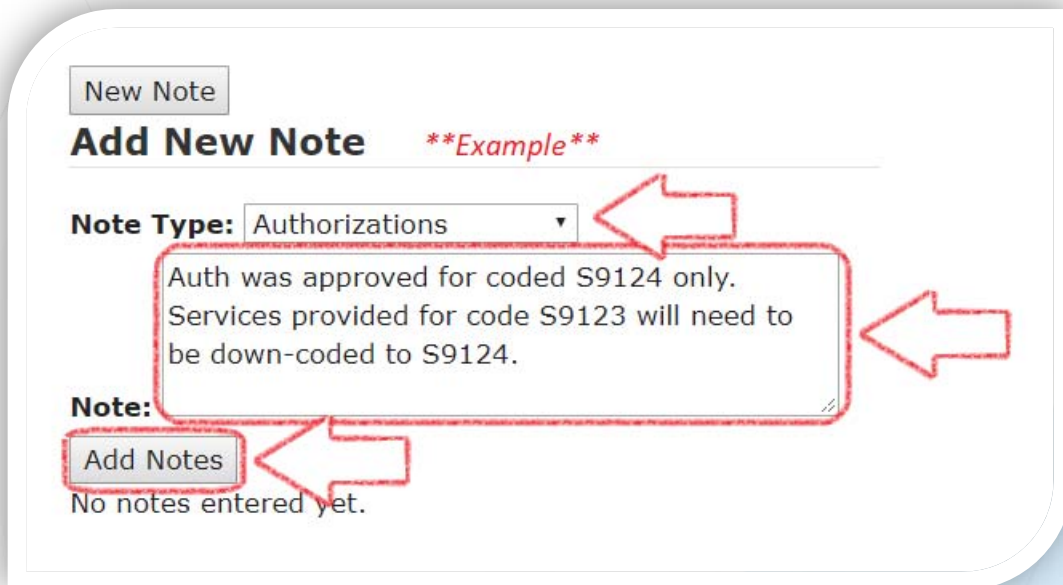 New Note
Add New Note **Example**
Note Type: Authorizations
Auth was approved for coded S9124 only.
Services provided for code S9123 will need to
be down-coded to S9124.
Note:
Add Notes
No notes entered yet.